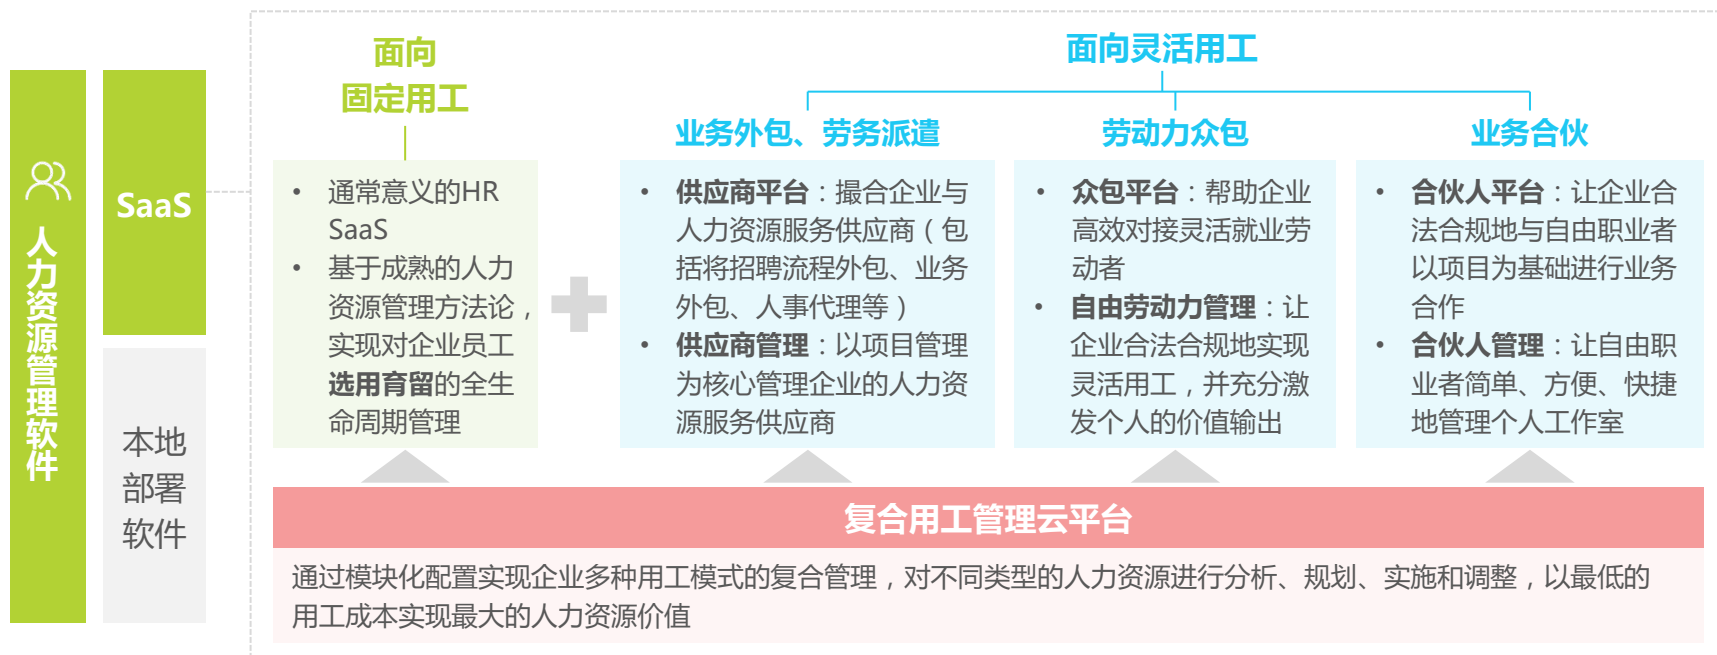 人力资源管理软件
SaaS
本地
部署
软件
面向
固定用工
• 通常意义的HR
SaaS
• 基于成熟的人力
资源管理方法论，
实现对企业员工
选用育留的全生
命周期管理
面向灵活用工
业务外包、劳务派遣
• 供应商平台：撮合企业与
人力资源服务供应商（包
括将招聘流程外包、业务
外包、人事代理等）
• 供应商管理：以项目管理
为核心管理企业的人力资
源服务供应商
劳动力众包
• 众包平台：帮助企业
高效对接灵活就业劳
动者
• 自由劳动力管理：让
企业合法合规地实现
灵活用工，并充分激
发个人的价值输出
业务合伙
• 合伙人平台：让企业合
法合规地与自由职业者
以项目为基础进行业务
合作
• 合伙人管理：让自由职
业者简单、方便、快捷
地管理个人工作室
复合用工管理云平台
通过模块化配置实现企业多种用工模式的复合管理，对不同类型的人力资源进行分析、规划、实施和调整，以最低的
用工成本实现最大的人力资源价值